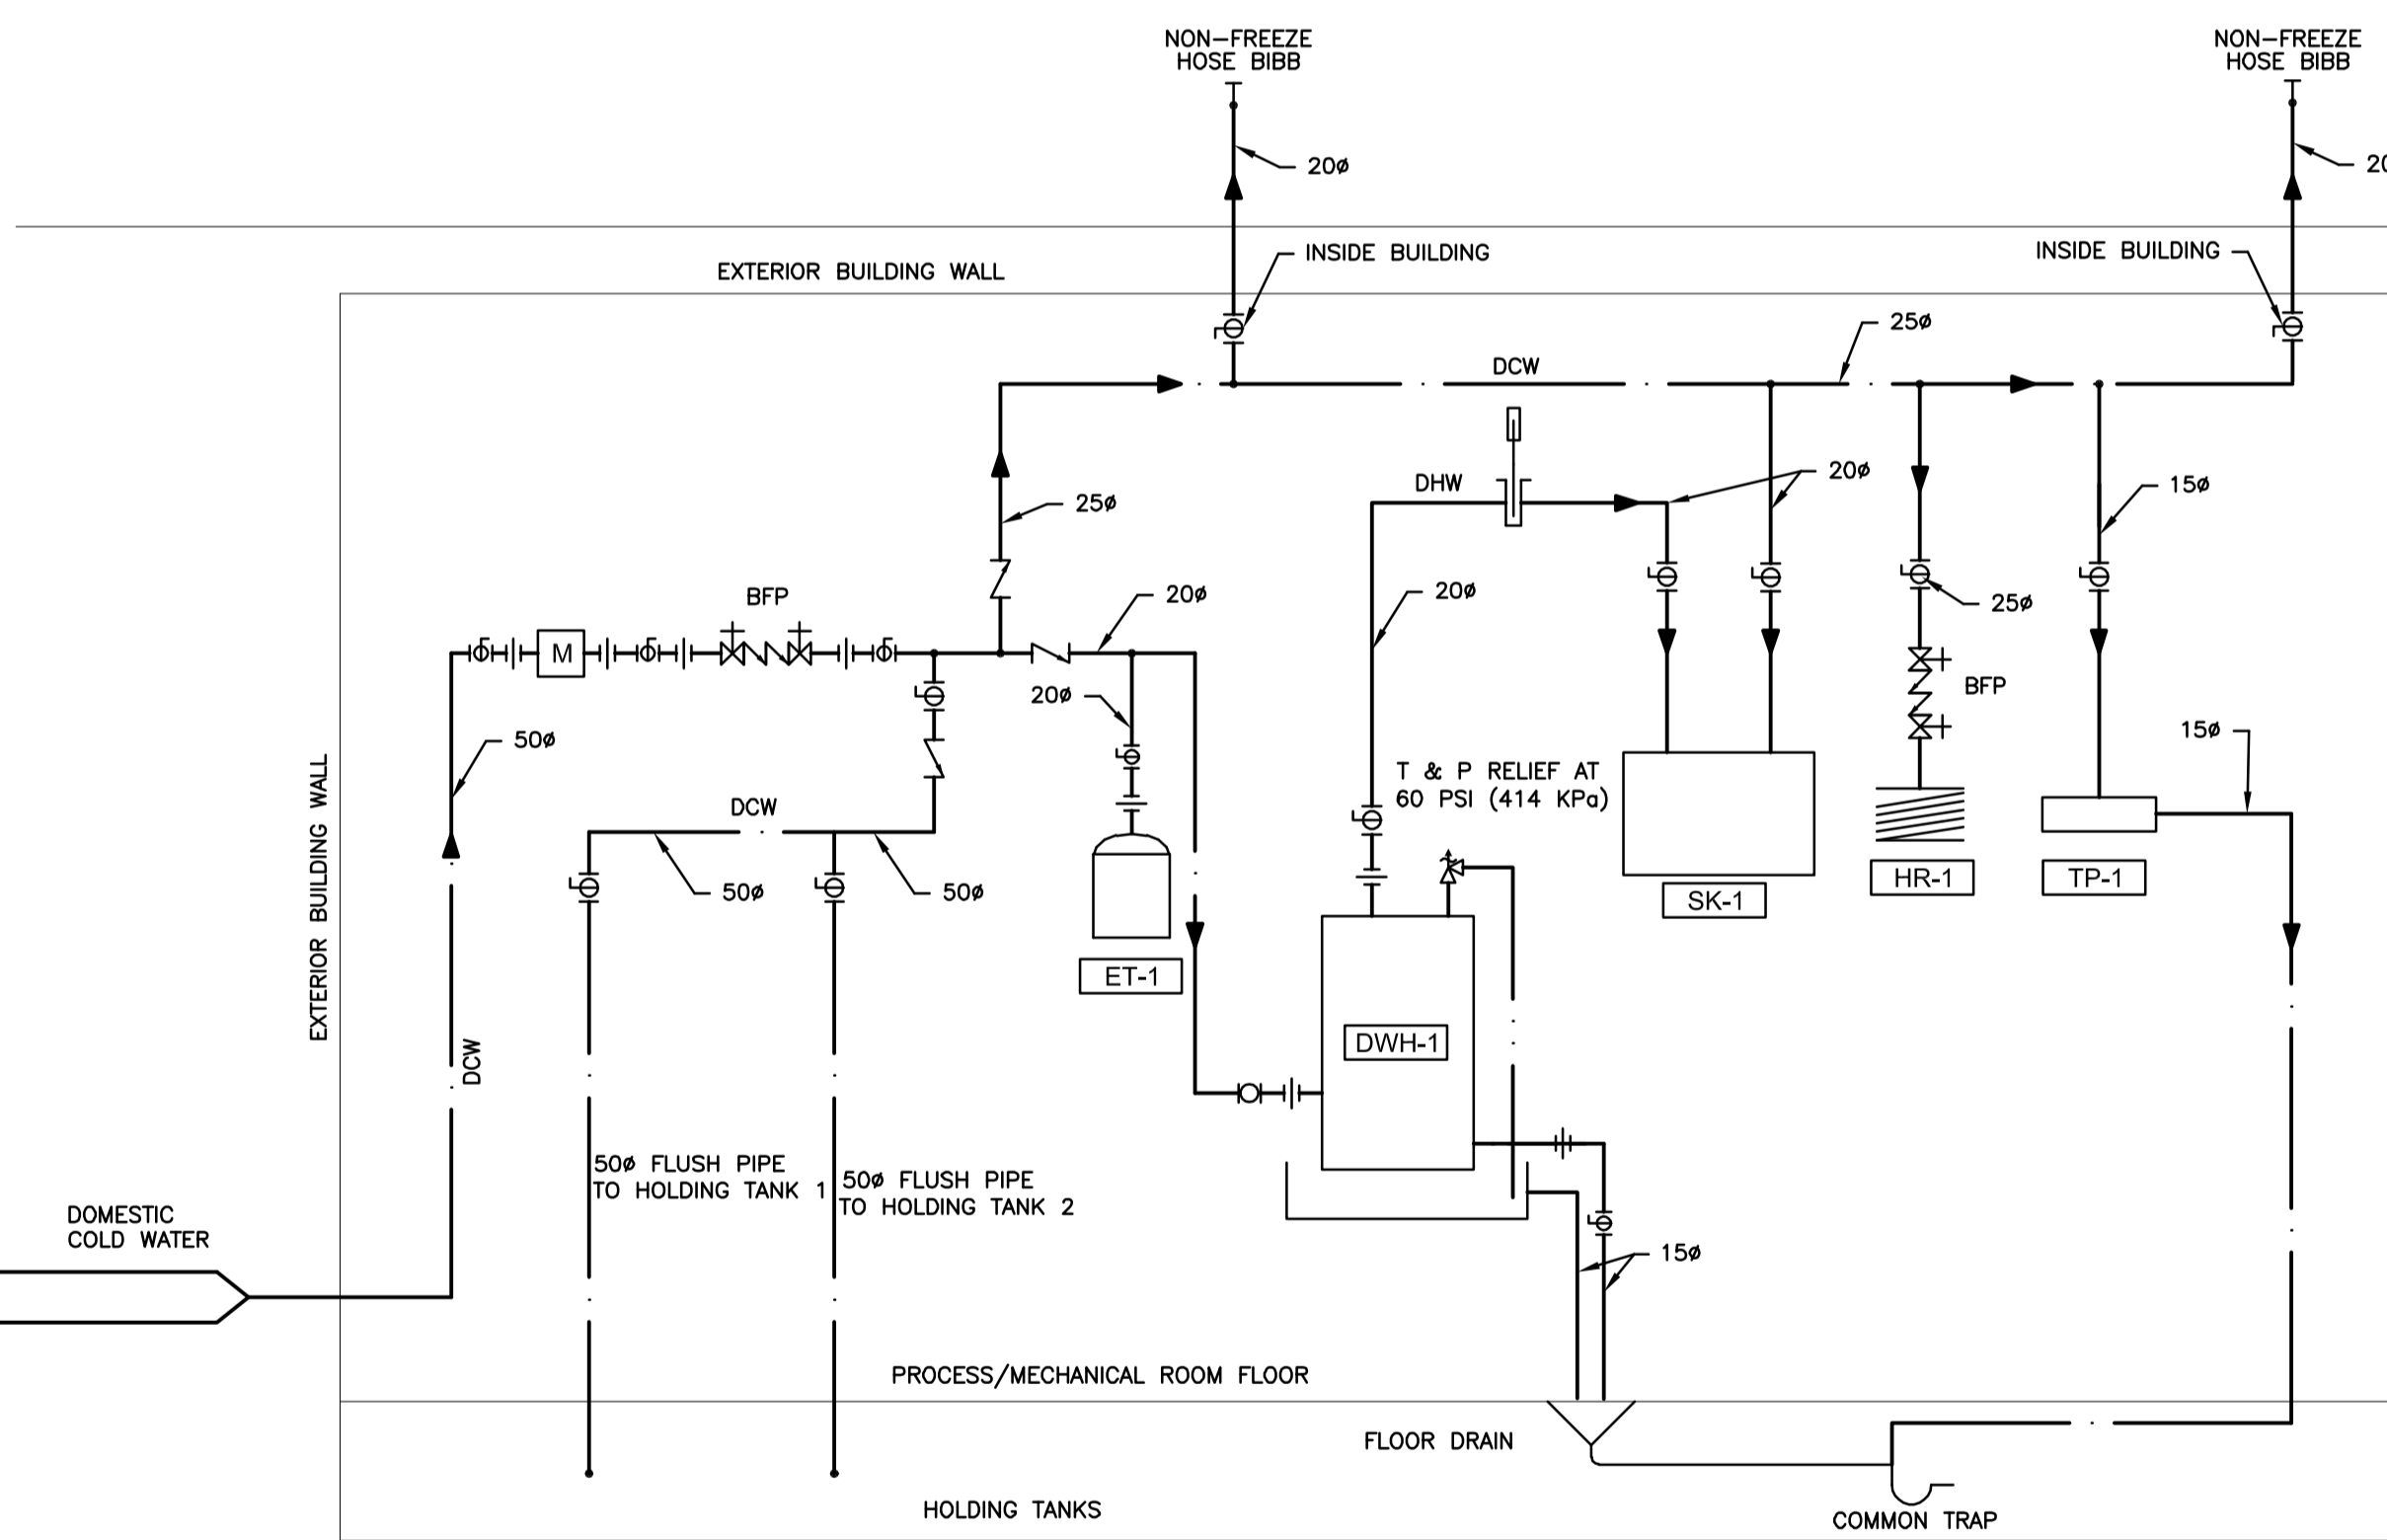 NON-FREEZE
HOSE BIBB
NON-FREEZE
HOSE BIBB
20ø
20
INSIDE BUILDING
INSIDE BUILDING
EXTERIOR BUILDING WALL
25ø
DCW
DHW
20ø
15ø
25ø
BFP
20ø
20ø
25ø
M
20ø
BFP
50ø
15ø
T & P RELIEF AT
60 PSI (414 KPa)
DCW
EXTERIOR BUILDING WALL
50ø
50ø
HR-1
TP-1
SK-1
ET-1
DWH-1
DCW
50ø FLUSH PIPE
TO HOLDING TANK 1
50ø FLUSH PIPE
TO HOLDING TANK 2
DOMESTIC
COLD WATER
15ø
PROCESS/MECHANICAL ROOM FLOOR
FLOOR DRAIN
HOLDING TANKS
COMMON TRAP